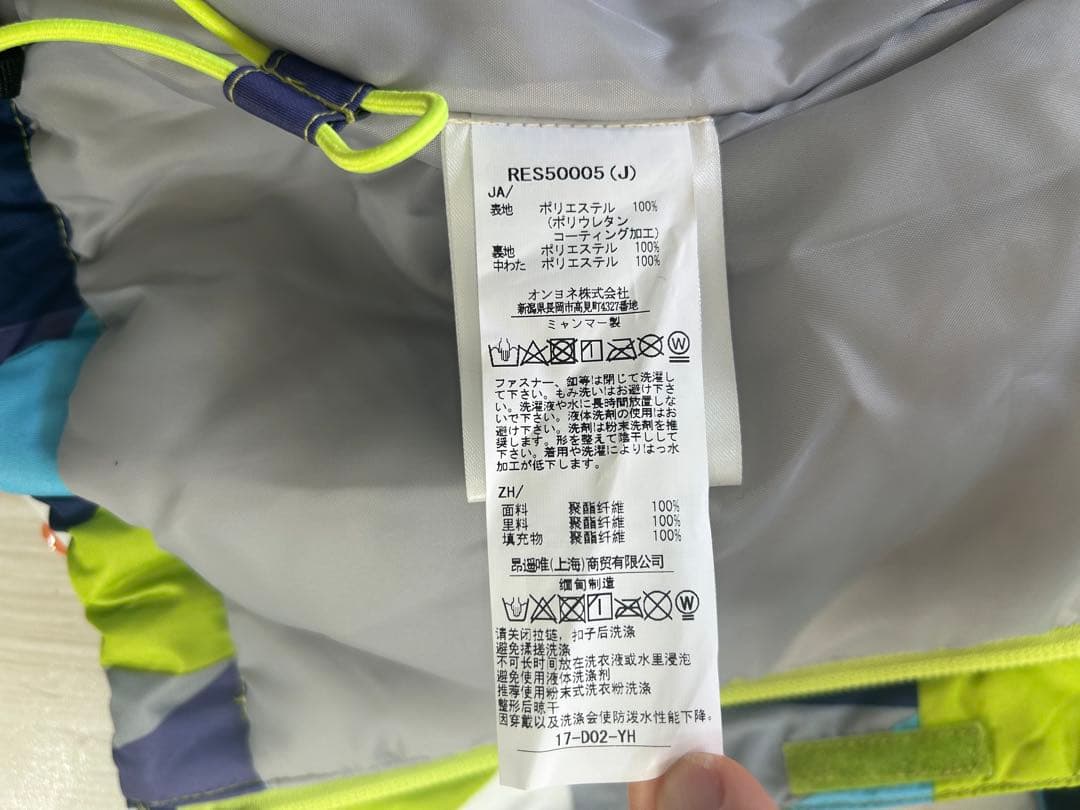 RES50005(J)
JA/
表地 ポリエステル 100%
(ポリウレタン
コーティング加工)
裏地 ポリエステル 100%
中わた ポリエステル 100%
オンヨネ株式会社
新潟県長岡市高見町4327番地
ミャンマー製
W
ファスナー、釦等は閉じて洗濯し
て下さい。もみ洗いはお避け下さ
い。洗濯液や水に長時間放置しな
いで下さい。液体洗剤の使用はお
避け下さい。洗剤は粉末洗剤を推
奨します。形を整えて陰干しして
下さい。着用や洗濯によりはっ水
加工が低下します。
ZH/
面料 聚酯纤维 100%
里料 聚酯纤维 100%
填充物 聚酯纤维 100%
昂遥唯(上海)商贸有限公司
缅甸制造
W
请关闭拉链，扣子后洗涤
避免揉搓洗涤
不可长时间放在洗衣液或水里浸泡
避免使用液体洗涤剂
推荐使用粉末式洗衣粉洗涤
整形后晾干
因穿戴以及洗涤会使防泼水性能下降。
17-D02-YH